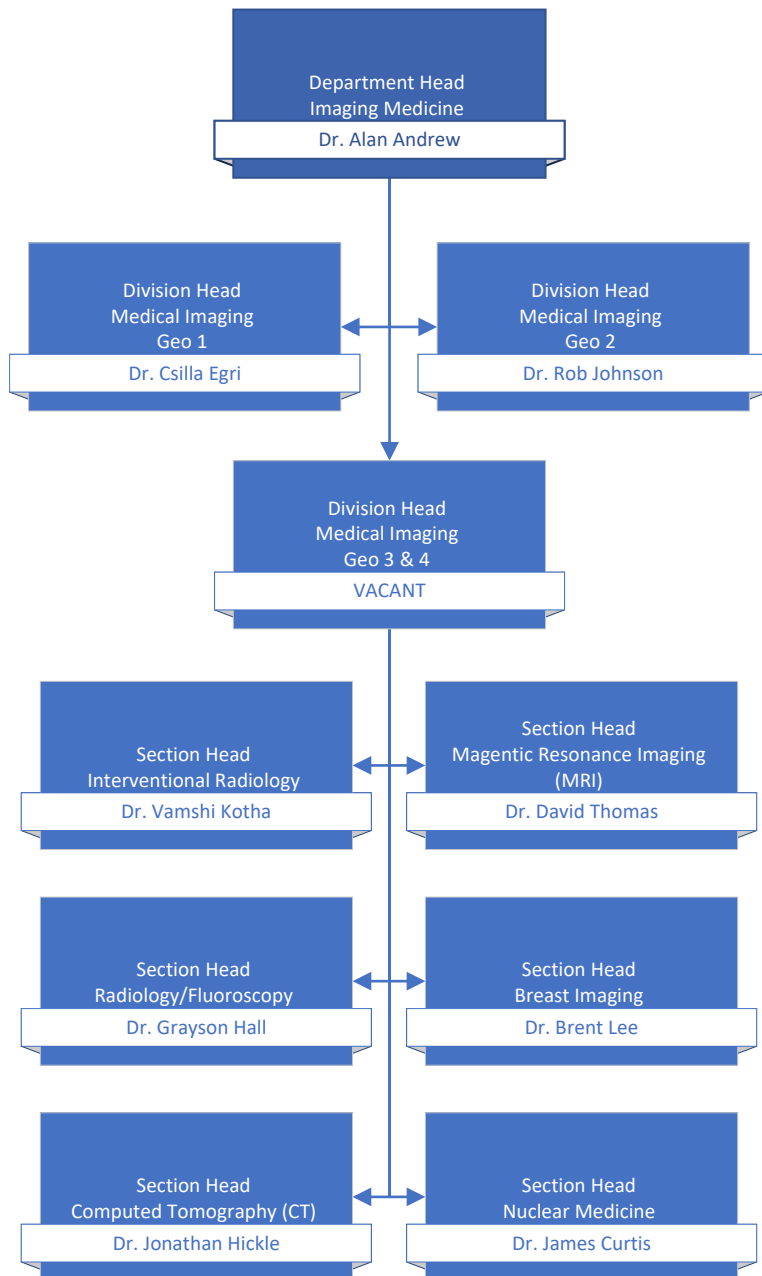 Department Head
Imaging Medicine
Dr. Alan Andrew
Division Head
Medical Imaging
Geo 1
Dr. Csilla Egri
Division Head
Medical Imaging
Geo 2
Dr. Rob Johnson
Division Head
Medical Imaging
Geo 3 & 4
VACANT
Section Head
Interventional Radiology
Dr. Vamshi Kotha
Section Head
Magentic Resonance Imaging
(MRI)
Dr. David Thomas
Section Head
Radiology/Fluoroscopy
Dr. Grayson Hall
Section Head
Breast Imaging
Dr. Brent Lee
Section Head
Computed Tomography (CT)
Dr. Jonathan Hickle
Section Head
Nuclear Medicine
Dr. James Curtis